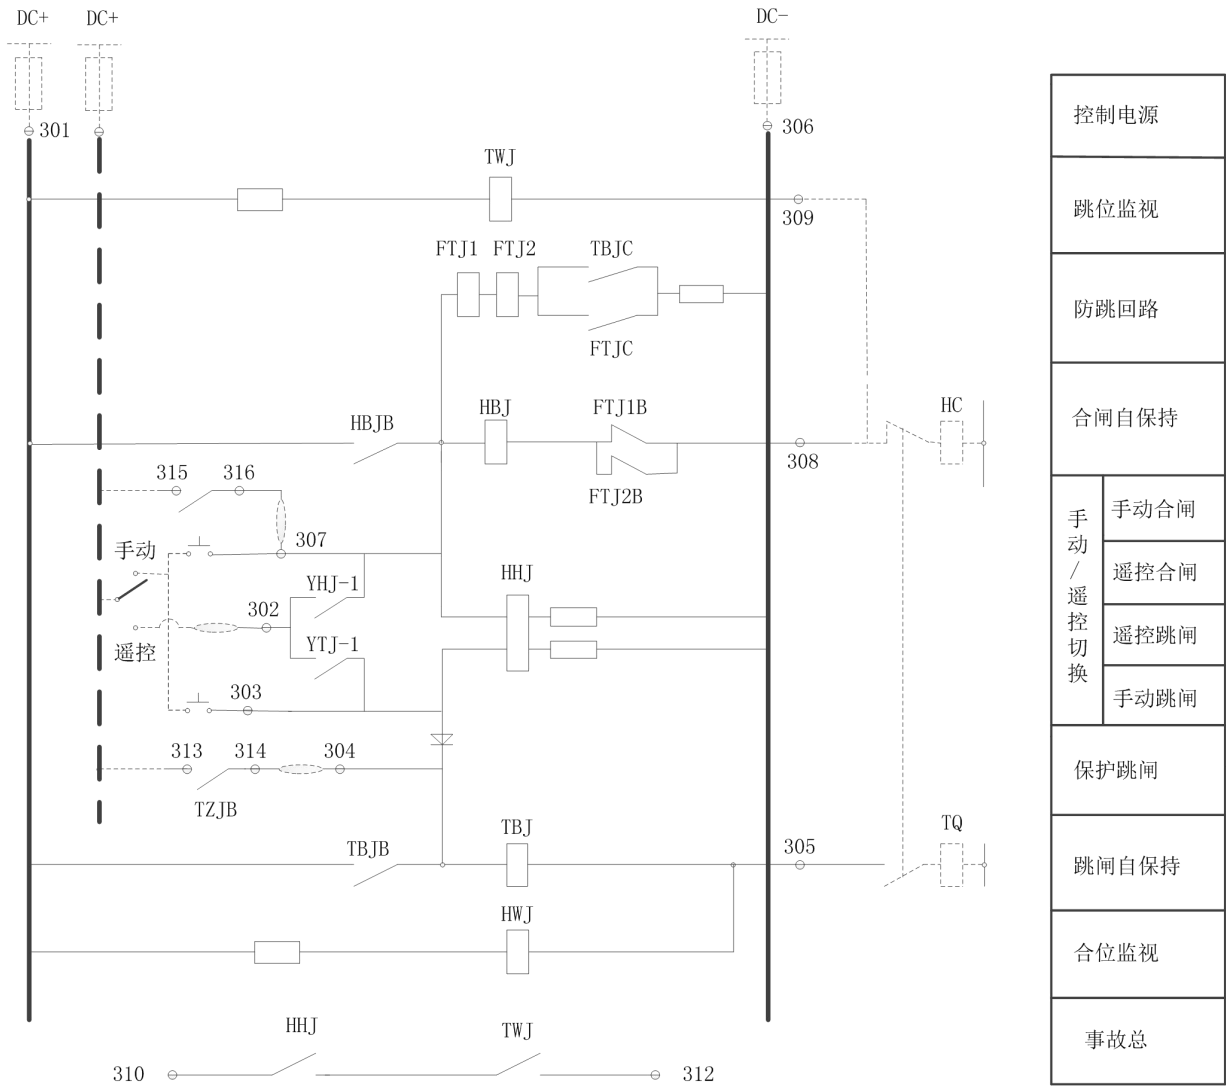 DC+
DC+
DC-
301
306
TWJ
309
FTJ1
FTJ2
TBJC
FTJC
HBJB
HBJ
FTJ1B
FTJ2B
308
HC
315
316
手动
307
YHJ-1
302
HHJ
遥控
YTJ-1
303
313
314
304
TZJB
TBJB
TBJ
305
TQ
HWJ
HHJ
TWJ
310
312
控制电源
跳位监视
防跳回路
合闸自保持
手动/遥控切换
手动合闸
遥控合闸
遥控跳闸
手动跳闸
保护跳闸
跳闸自保持
合位监视
事故总